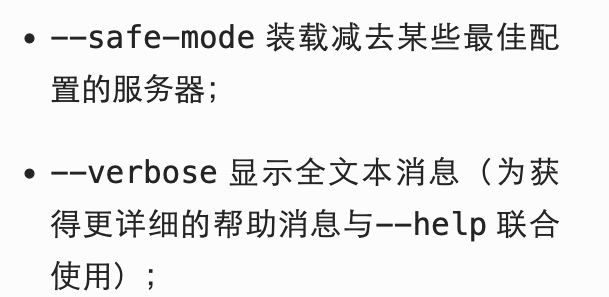 • --safe-mode 装载减去某些最佳配
置的服务器；
• --verbose 显示全文本消息（为获
得更详细的帮助消息与--help 联合
使用）；